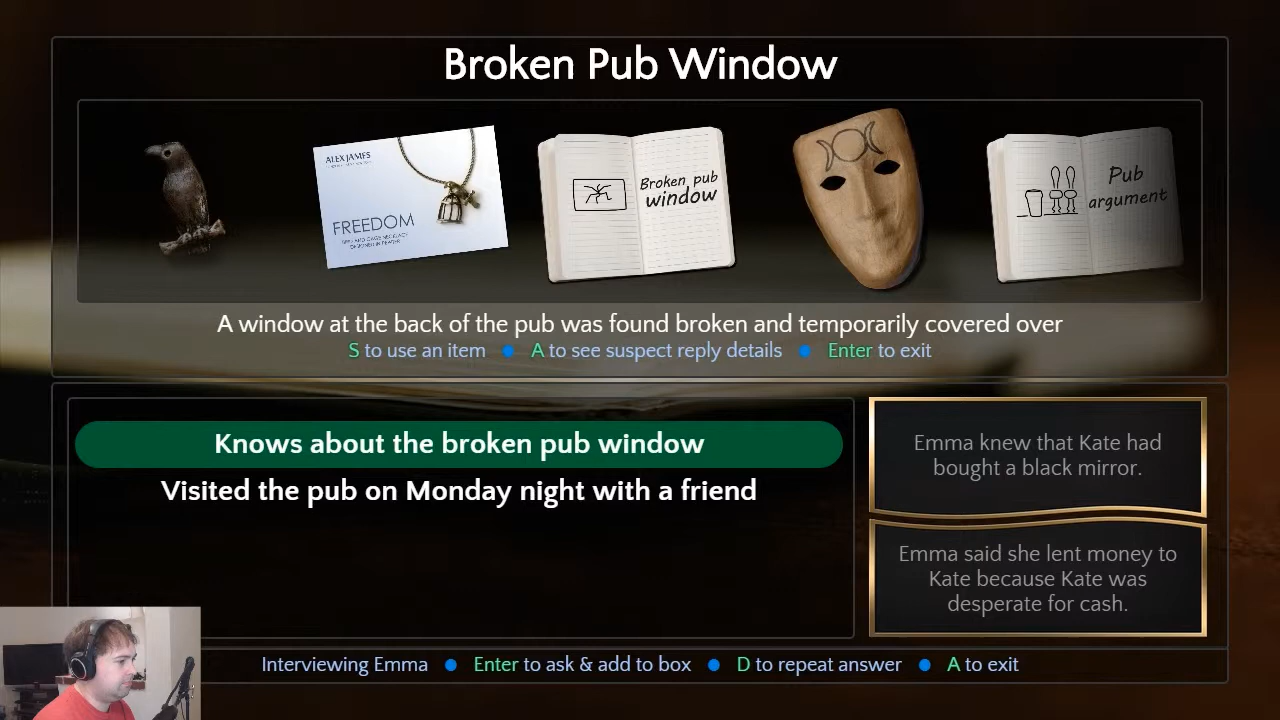 Broken Pub Window
ALEX JAMES
FREEDOM
Broken pub
window
Pub
argument
A window at the back of the pub was found broken and temporarily covered over
S to use an item A to see suspect reply details Enter to exit
Knows about the broken pub window
Visited the pub on Monday night with a friend
Emma knew that Kate had
bought a black mirror.
Emma said she lent money to
Kate because Kate was
desperate for cash.
Interviewing Emma Enter to ask & add to box D to repeat answer A to exit